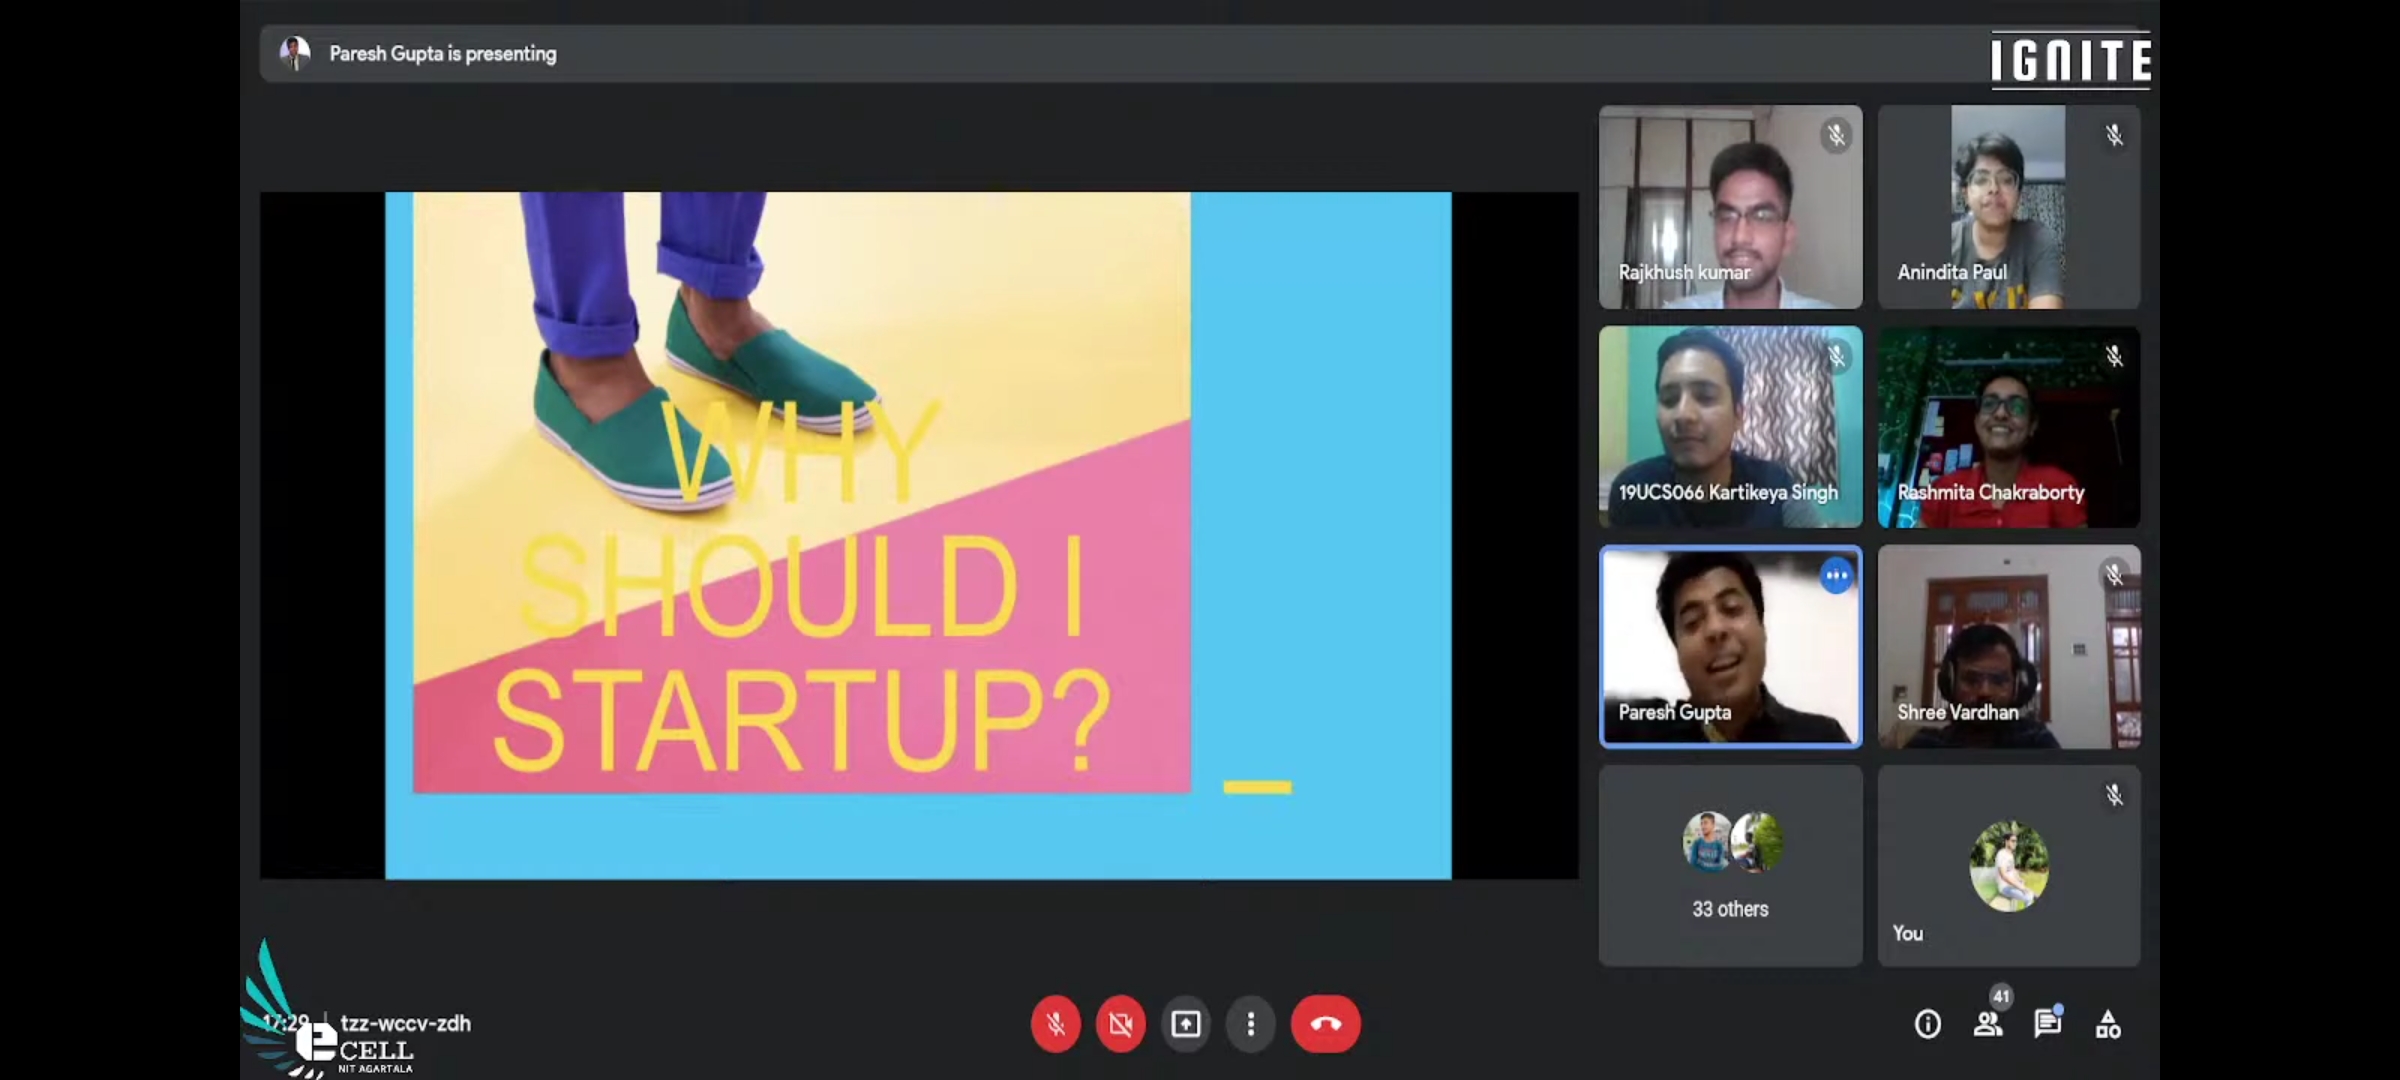 Paresh Gupta is presenting
IGNITE
WHY
SHOULD I
STARTUP?
Rajkhush kumar
Anindita Paul
19UCS066 Kartikeya Singh
Rashmita Chakraborty
Paresh Gupta
Shree Vardhan
33 others
You
17:29 | tzz-wccv-zdh
41
e CELL
NIT AGARTALA